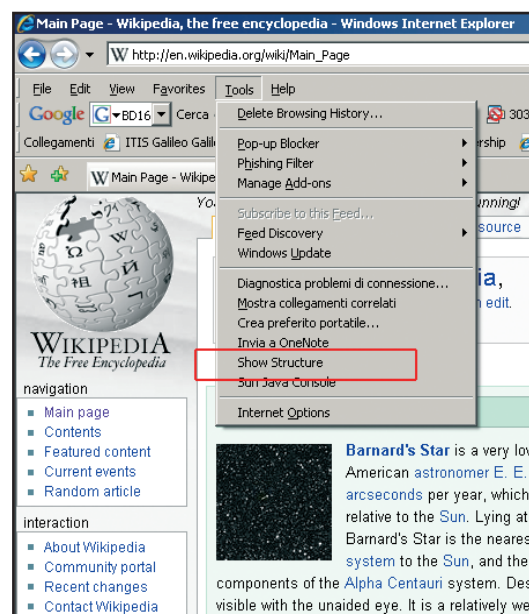 Main Page - Wikipedia, the free encyclopedia - Windows Internet Explorer
W http://en.wikipedia.org/wiki/Main_Page
File Edit View Favorites Tools Help
Google G BD16 Cerca 303
Collegamenti ITIS Galileo
W Main Page - Wikipe
Delete Browsing History...
Pop-up Blocker
Phishing Filter
Manage Add-ons
Subscribe to this Feed...
Feed Discovery
Windows Update
Diagnostica problemi di connessione...
Mostra collegamenti correlati
Crea preferito portatile...
Invia a OneNote
Show Structure
Sun Java Console
Internet Options
source
edit.
WIKIPEDIA
The Free Encyclopedia
navigation
Main page
Contents
Featured content
Current events
Random article
interaction
About Wikipedia
Community portal
Recent changes
Contact Wikipedia
Barnard's Star is a very
American astronomer E. E.
arcseconds per year, which
relative to the Sun. Lying at
Barnard's Star is the
system to the Sun, and the
components of the Alpha Centauri system.
visible with the unaided eye. It is a relatively